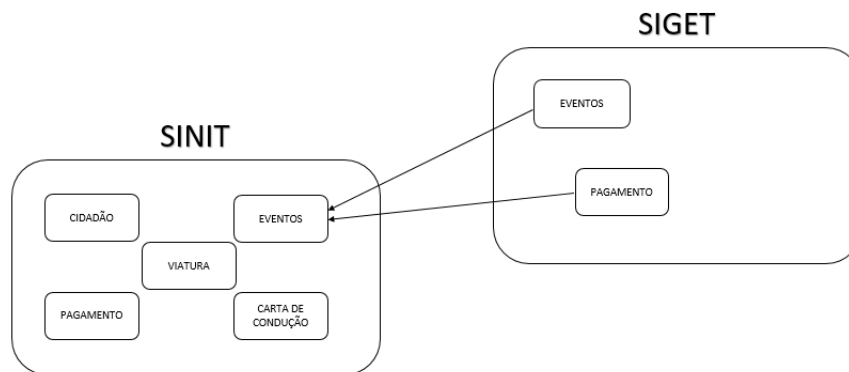 SIGET
EVENTOS
PAGAMENTO
SINIT
CIDADÃO
EVENTOS
VIATURA
PAGAMENTO
CARTA DE
CONDUÇÃO